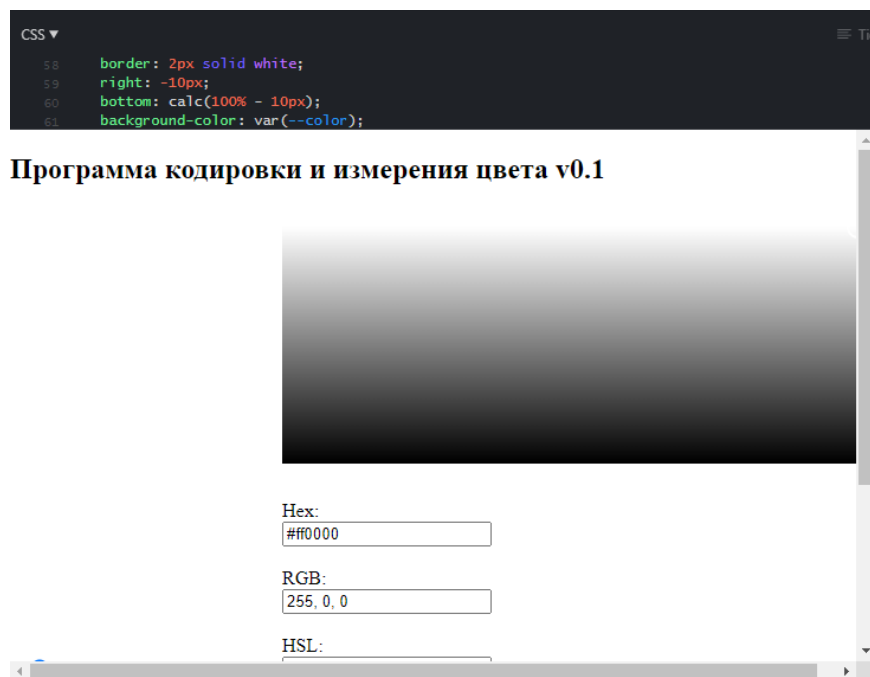 CSS ▼
58 border: 2px solid white;
59 right: -10px;
60 bottom: calc(100% - 10px);
61 background-color: var(--color);
Программа кодировки и измерения цвета v0.1
Hex:
#ff0000
RGB:
255, 0, 0
HSL: